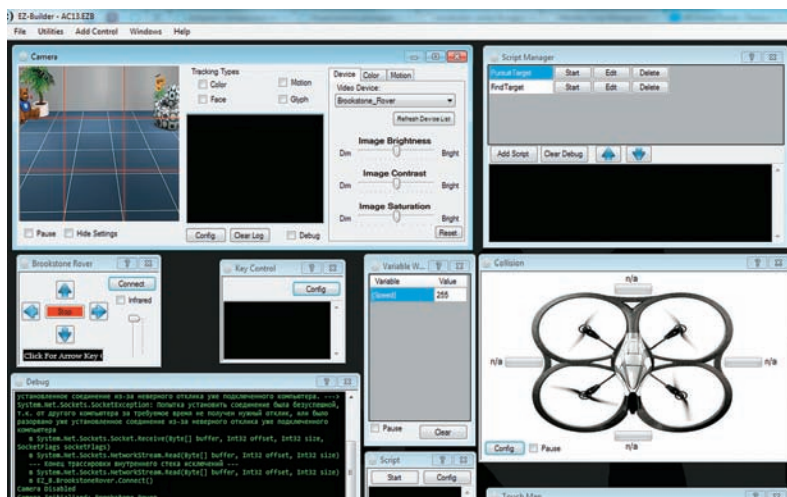 EZ-Builder - AC13.EZB
File Utilities Add Control Windows Help
Camera
Tracking Types
Color
Motion
Face
Glyph
Device Color Motion
Video Device:
Brookstone_Rover
Refresh Device List
Image Brightness
Dim Bright
Image Contrast
Dim Bright
Image Saturation
Dim Bright
Reset
Pause
Hide Settings
Config
Clear Log
Debug
Script Manager
PursuitTarget Start Edit Delete
FindTarget Start Edit Delete
Add Script Clear Debug
Brookstone Rover
Connect
Infrared
Stop
Click For Arrow Key
Key Control
Config
Variable W...
Variable Value
[Speed] 255
Pause
Clear
Collision
n/a
n/a
n/a
n/a
Config
Pause
Debug
установленное соединение из-за неверного отклика уже подключенного компьютера. --->
System.Net.Sockets.SocketException: Попытка установить соединение была безуспешной,
т.к. от другого компьютера за требуемое время не получен нужный отклик, или было
разорвано уже установленное соединение из-за неверного отклика уже подключенного
компьютера
в System.Net.Sockets.Socket.Receive(Byte[] buffer, Int32 offset, Int32 size,
SocketFlags socketFlags)
в System.Net.Sockets.NetworkStream.Read(Byte[] buffer, Int32 offset, Int32 size)
--- Конец трассировки внутреннего стека исключений ---
в System.Net.Sockets.NetworkStream.Read(Byte[] buffer, Int32 offset, Int32 size)
в EZ_B.BrookstoneRover.Connect()
Camera Disabled
Script
Start
Config
Touch Map